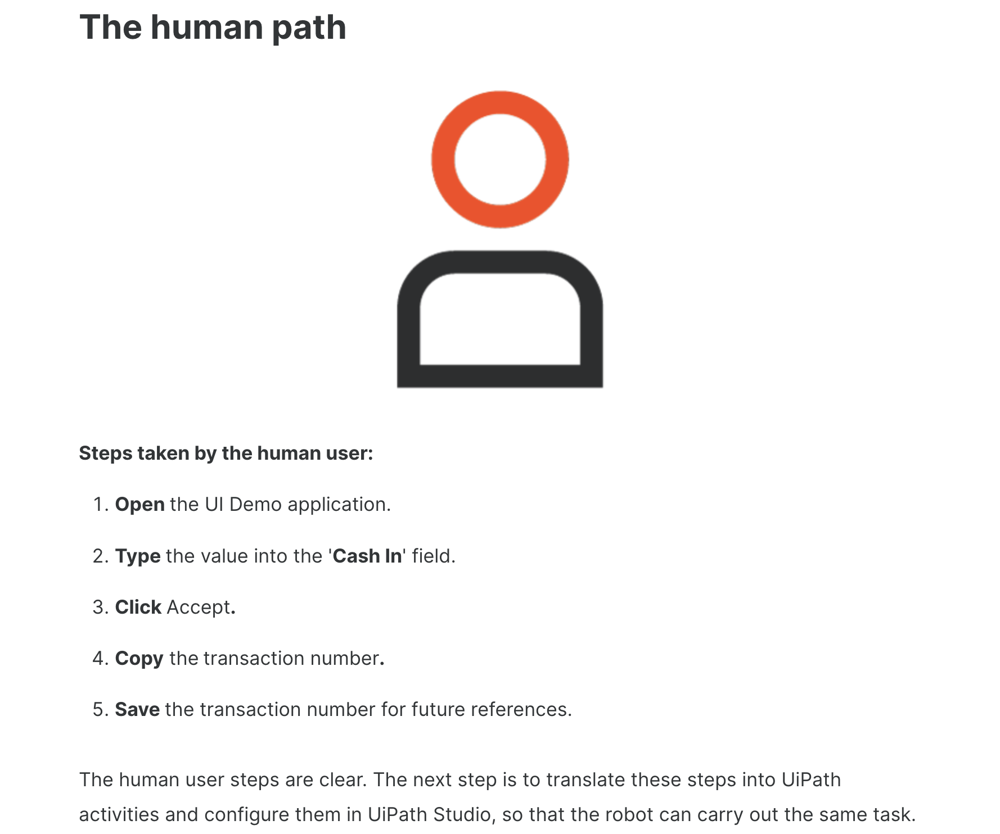 The human path
Steps taken by the human user:
1. Open the UI Demo application.
2. Type the value into the 'Cash In' field.
3. Click Accept.
4. Copy the transaction number.
5. Save the transaction number for future references.
The human user steps are clear. The next step is to translate these steps into UiPath
activities and configure them in UiPath Studio, so that the robot can carry out the same task.